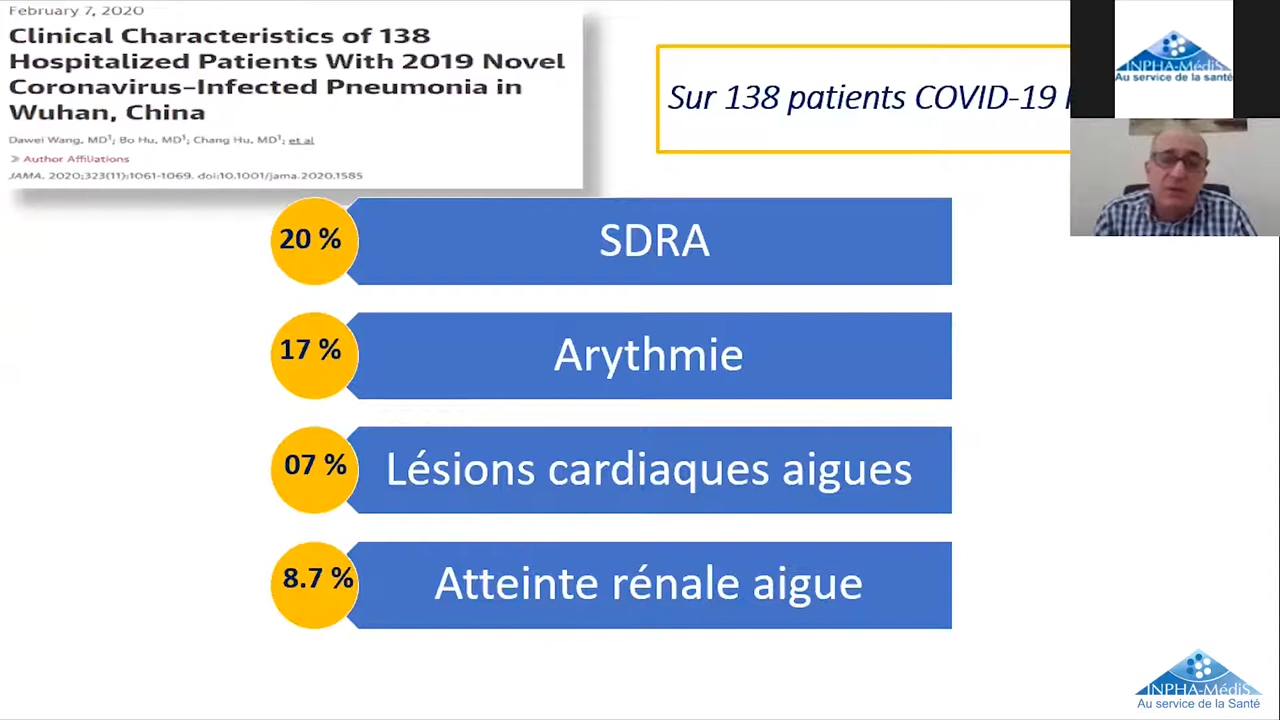 February 7, 2020
Clinical Characteristics of 138
Hospitalized Patients With 2019 Novel
Coronavirus–Infected Pneumonia in
Wuhan, China
Dawei Wang, MD¹; Bo Hu, MD¹; Chang Hu, MD¹; et al
» Author Affiliations
JAMA. 2020;323(11):1061-1069. doi:10.1001/jama.2020.1585
Sur 138 patients COVID-19
INPHA-MédiS
Au service de la santé
20 %
SDRA
17 %
Arythmie
07 %
Lésions cardiaques aigues
8.7 %
Atteinte rénale aigue
INPHA-MédiS
Au service de la Santé